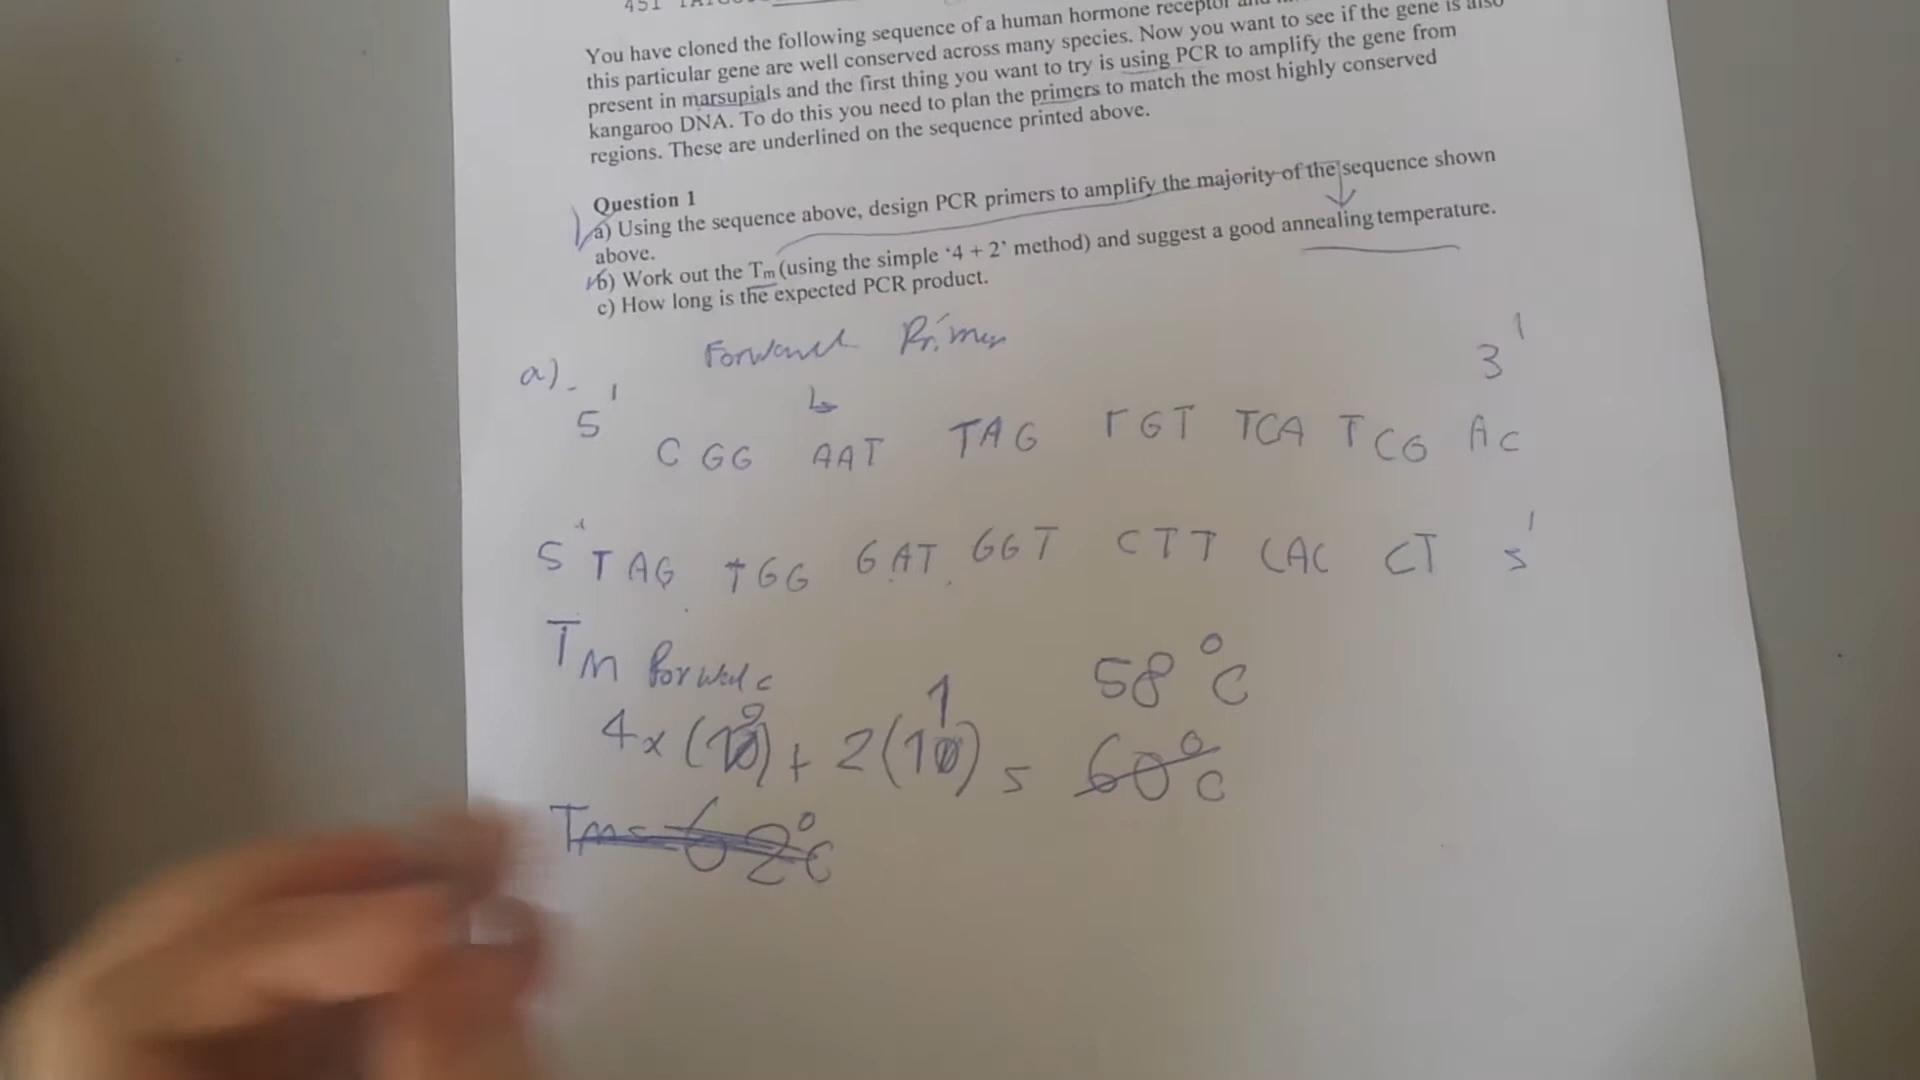 451
You have cloned the following sequence of a human hormone receptor and
this particular gene are well conserved across many species. Now you want to see if the gene is also
present in marsupials and the first thing you want to try is using PCR to amplify the gene from
kangaroo DNA. To do this you need to plan the primers to match the most highly conserved
regions. These are underlined on the sequence printed above.
Question 1
a) Using the sequence above, design PCR primers to amplify the majority of the sequence shown
above.
b) Work out the Tm (using the simple ‘4 + 2’ method) and suggest a good annealing temperature.
c) How long is the expected PCR product.
Forward Primer
a) 5' 3'
CGG AAT TAG TGT TCA TCG AC
5' TAG TGG GAT GGT CTT CAC CT 5'
TM Forward
58°C
4x( ) + 2(1 ) = 60°C
Tm = 62°C